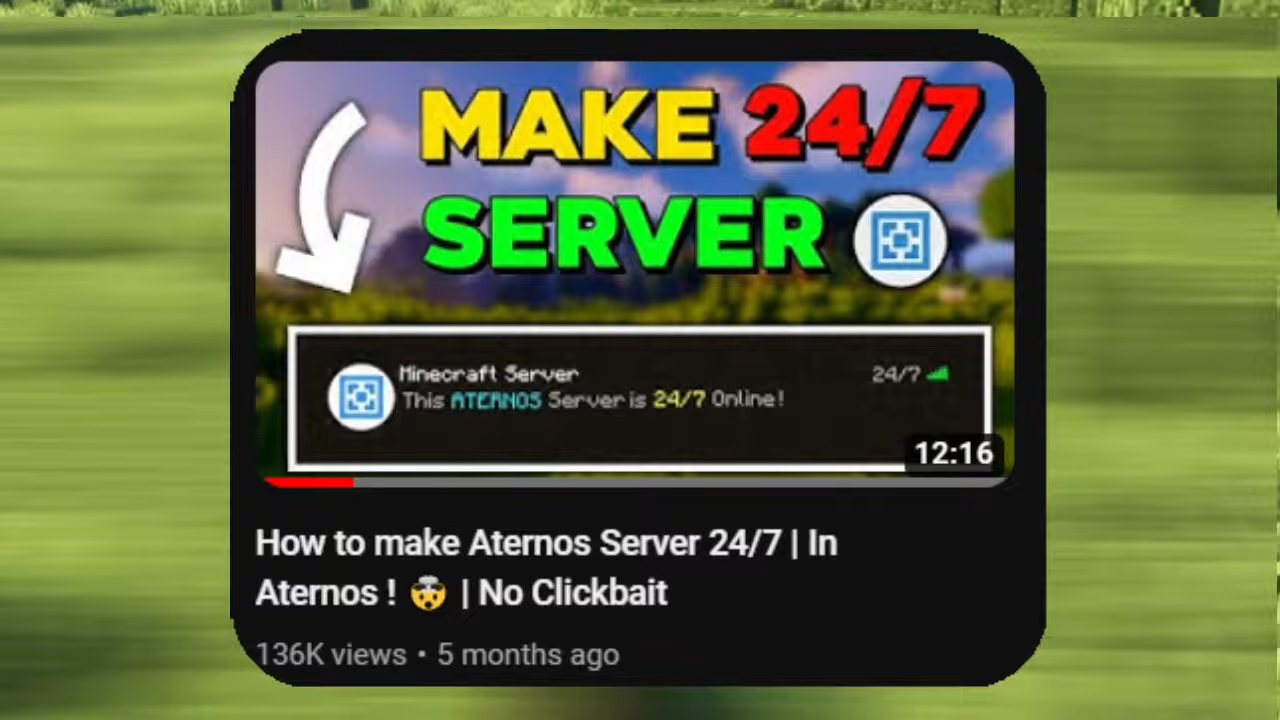 MAKE 24/7
SERVER
Minecraft Server 24/7
This ATERNOS Server is 24/7 Online!
12:16
How to make Aternos Server 24/7 | In
Aternos ! 🤯 | No Clickbait
136K views • 5 months ago